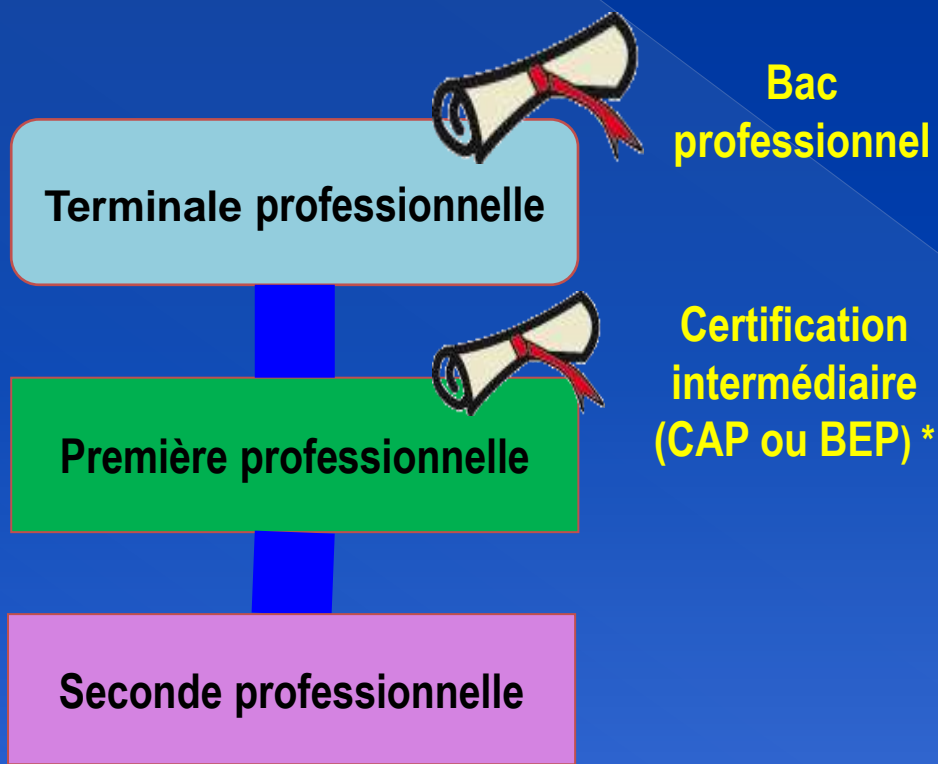 Bac
professionnel
Terminale professionnelle
Certification
intermédiaire
(CAP ou BEP) *
Première professionnelle
Seconde professionnelle